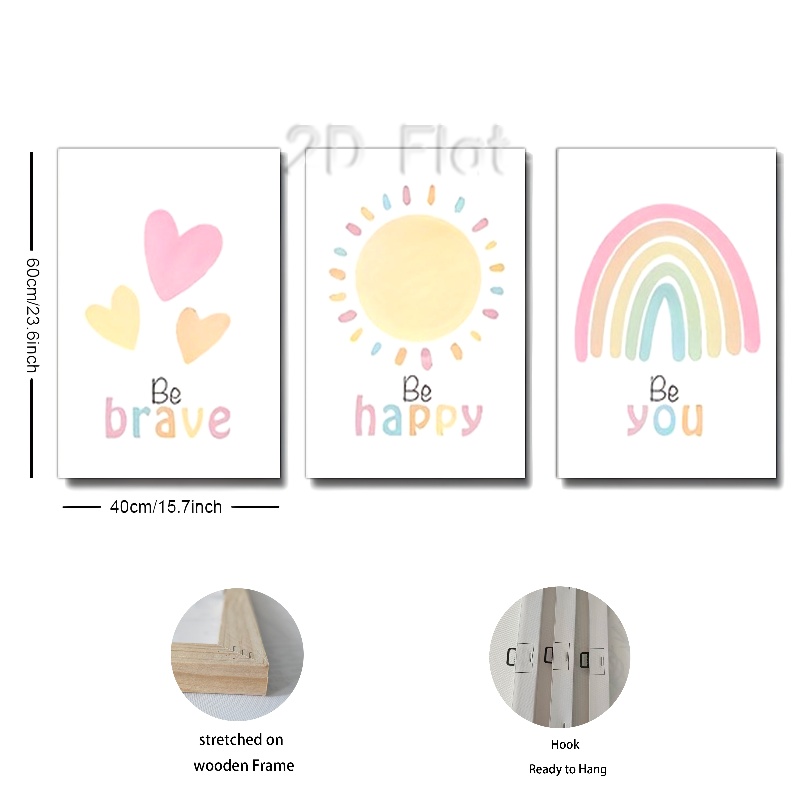 2D Flat
60cm/23.6inch
Be
brave
Be
happy
Be
you
40cm/15.7inch
stretched on
wooden Frame
Hook
Ready to Hang